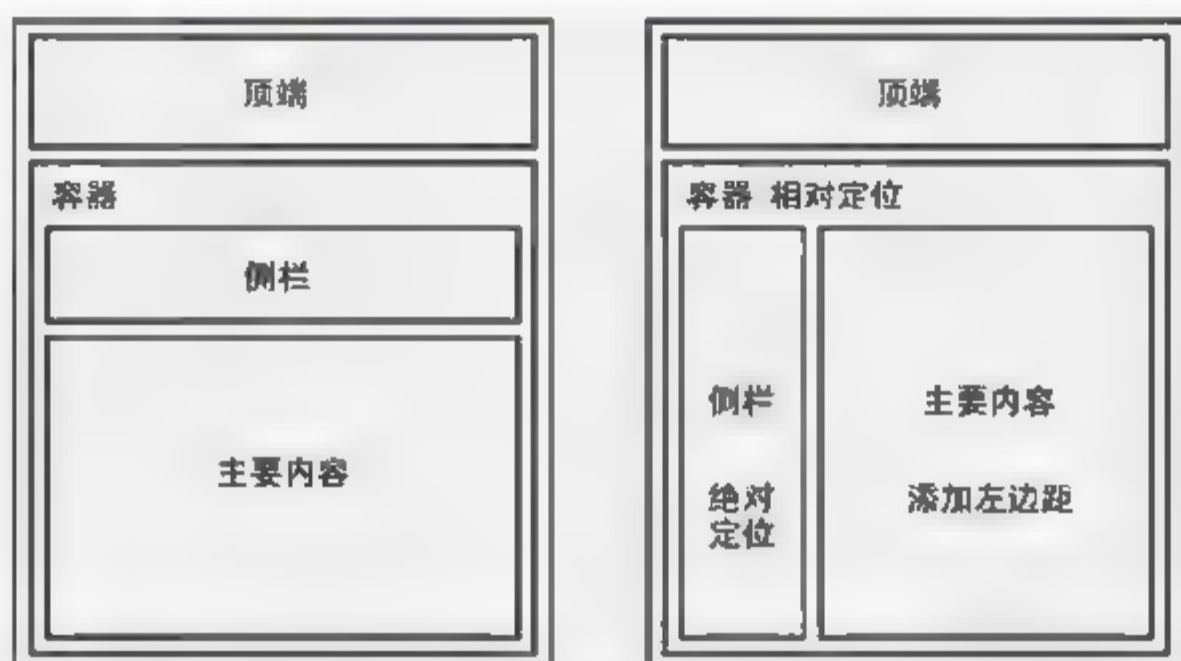 顶端
容器
侧栏
主要内容
顶端
容器 相对定位
侧栏
绝对
定位
主要内容
添加左边距